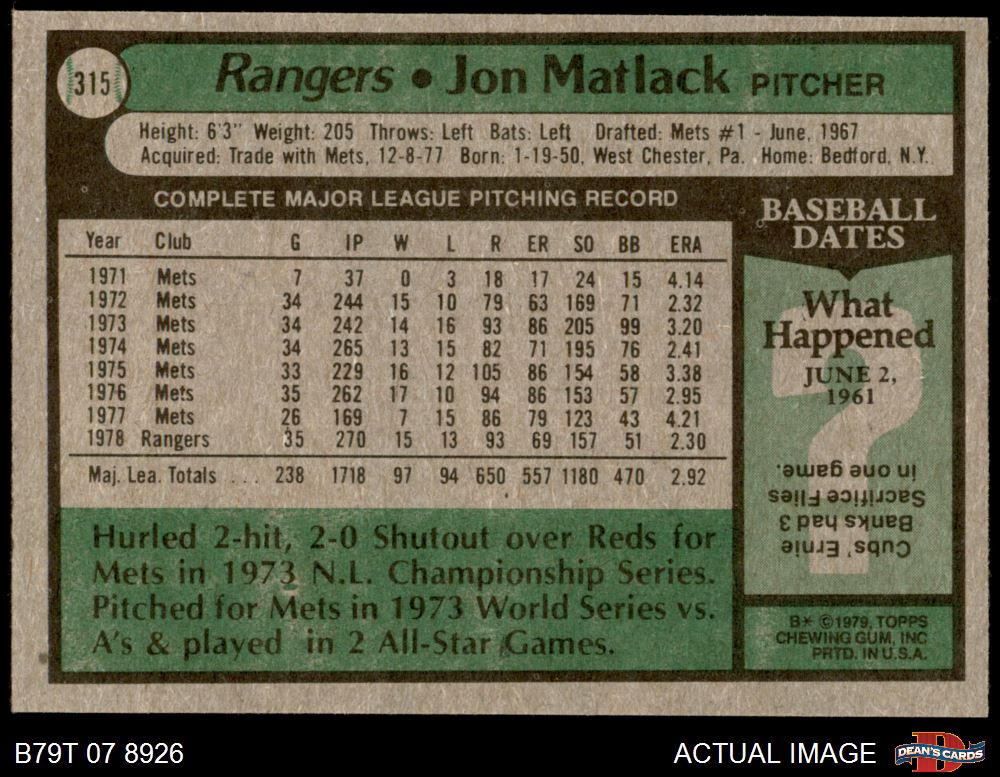 315
Rangers • Jon Matlack PITCHER
Height: 6'3" Weight: 205 Throws: Left Bats: Left Drafted: Mets #1 - June, 1967
Acquired: Trade with Mets, 12-8-77 Born: 1-19-50, West Chester, Pa. Home: Bedford, N.Y.
COMPLETE MAJOR LEAGUE PITCHING RECORD
Year Club G IP W L R ER SO BB ERA
1971 Mets 7 37 0 3 18 17 24 15 4.14
1972 Mets 34 244 15 10 79 63 169 71 2.32
1973 Mets 34 242 14 16 93 86 205 99 3.20
1974 Mets 34 265 13 15 82 71 195 76 2.41
1975 Mets 33 229 16 12 105 86 154 58 3.38
1976 Mets 35 262 17 10 94 86 153 57 2.95
1977 Mets 26 169 7 15 86 79 123 43 4.21
1978 Rangers 35 270 15 13 93 69 157 51 2.30
Maj. Lea. Totals . . . 238 1718 97 94 650 557 1180 470 2.92
Hurled 2-hit, 2-0 Shutout over Reds for
Mets in 1973 N.L. Championship Series.
Pitched for Mets in 1973 World Series vs.
A's & played in 2 All-Star Games.
BASEBALL
DATES
What
Happened
JUNE 2,
1961
?
Cubs' Ernie
Banks had 3
Sacrifice Flies
in one game.
B* ©1979, TOPPS
CHEWING GUM, INC
PRTD. IN U.S.A.
B79T 07 8926
ACTUAL IMAGE
D
DEAN'S CARDS